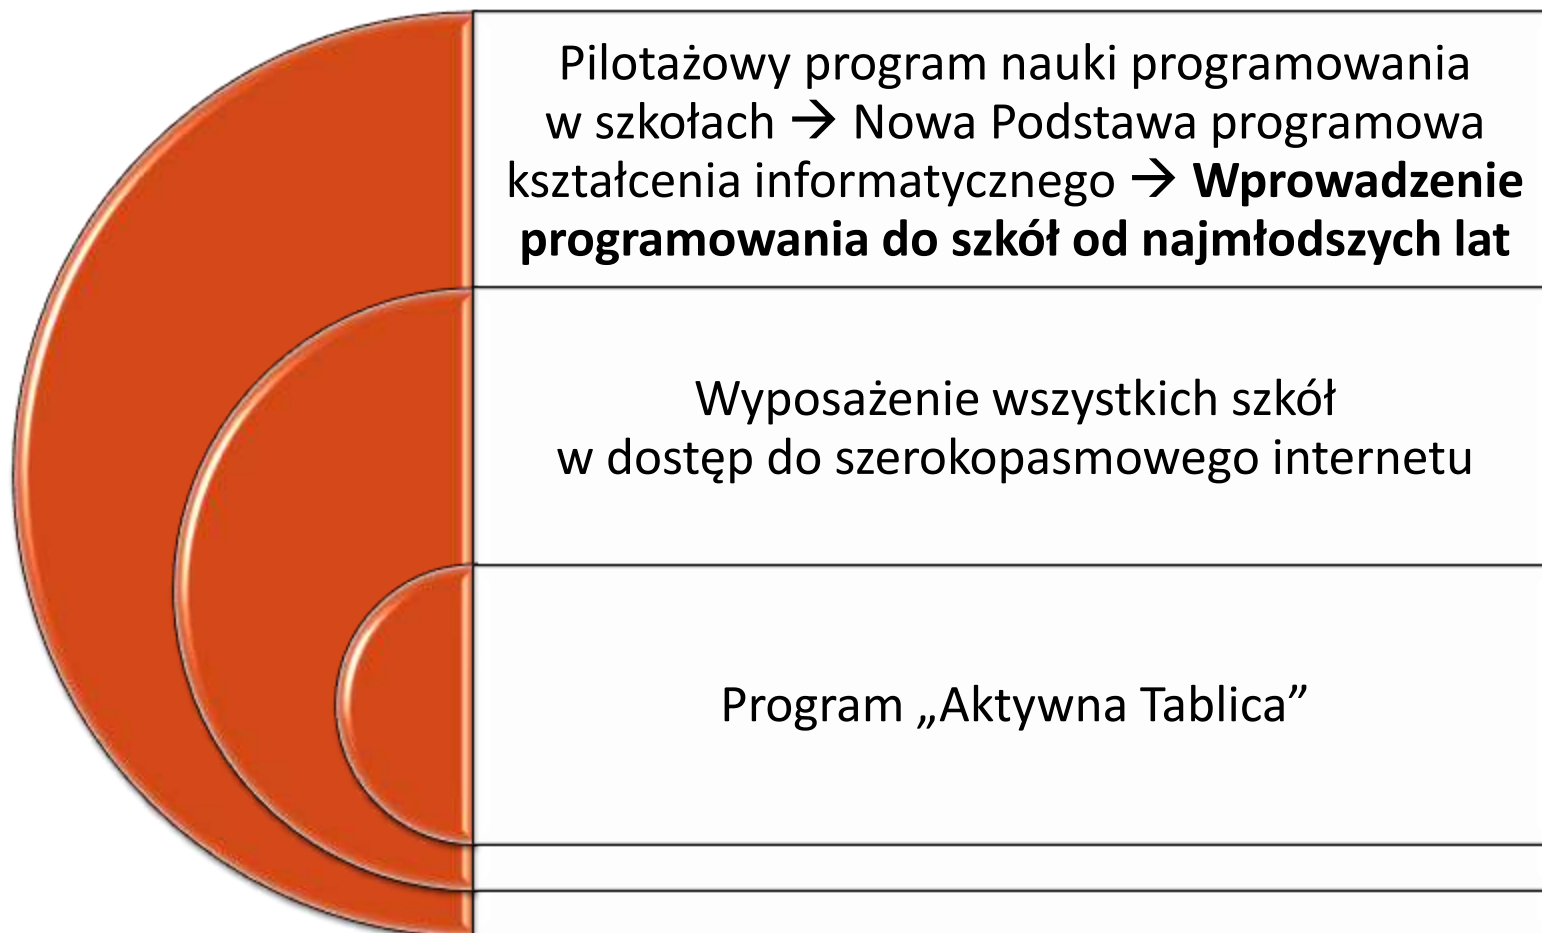 Pilotażowy program nauki programowania
w szkołach → Nowa Podstawa programowa
kształcenia informatycznego → Wprowadzenie
programowania do szkół od najmłodszych lat
Wyposażenie wszystkich szkół
w dostęp do szerokopasmowego internetu
Program „Aktywna Tablica”